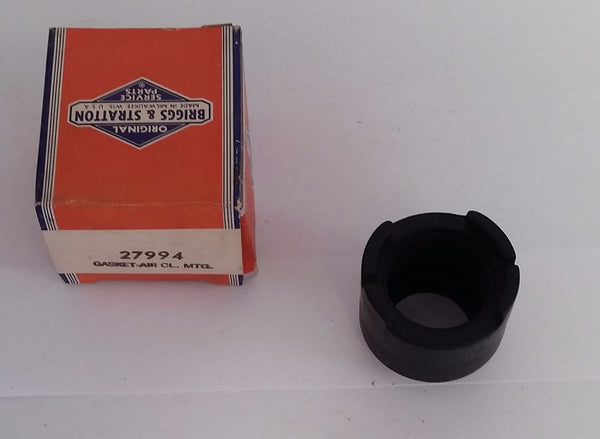 ORIGINAL
BRIGGS & STRATTON
MADE IN MILWAUKEE, WIS. U.S.A.
SERVICE
PARTS
®
27994
GASKET-AIR CL. MTG.